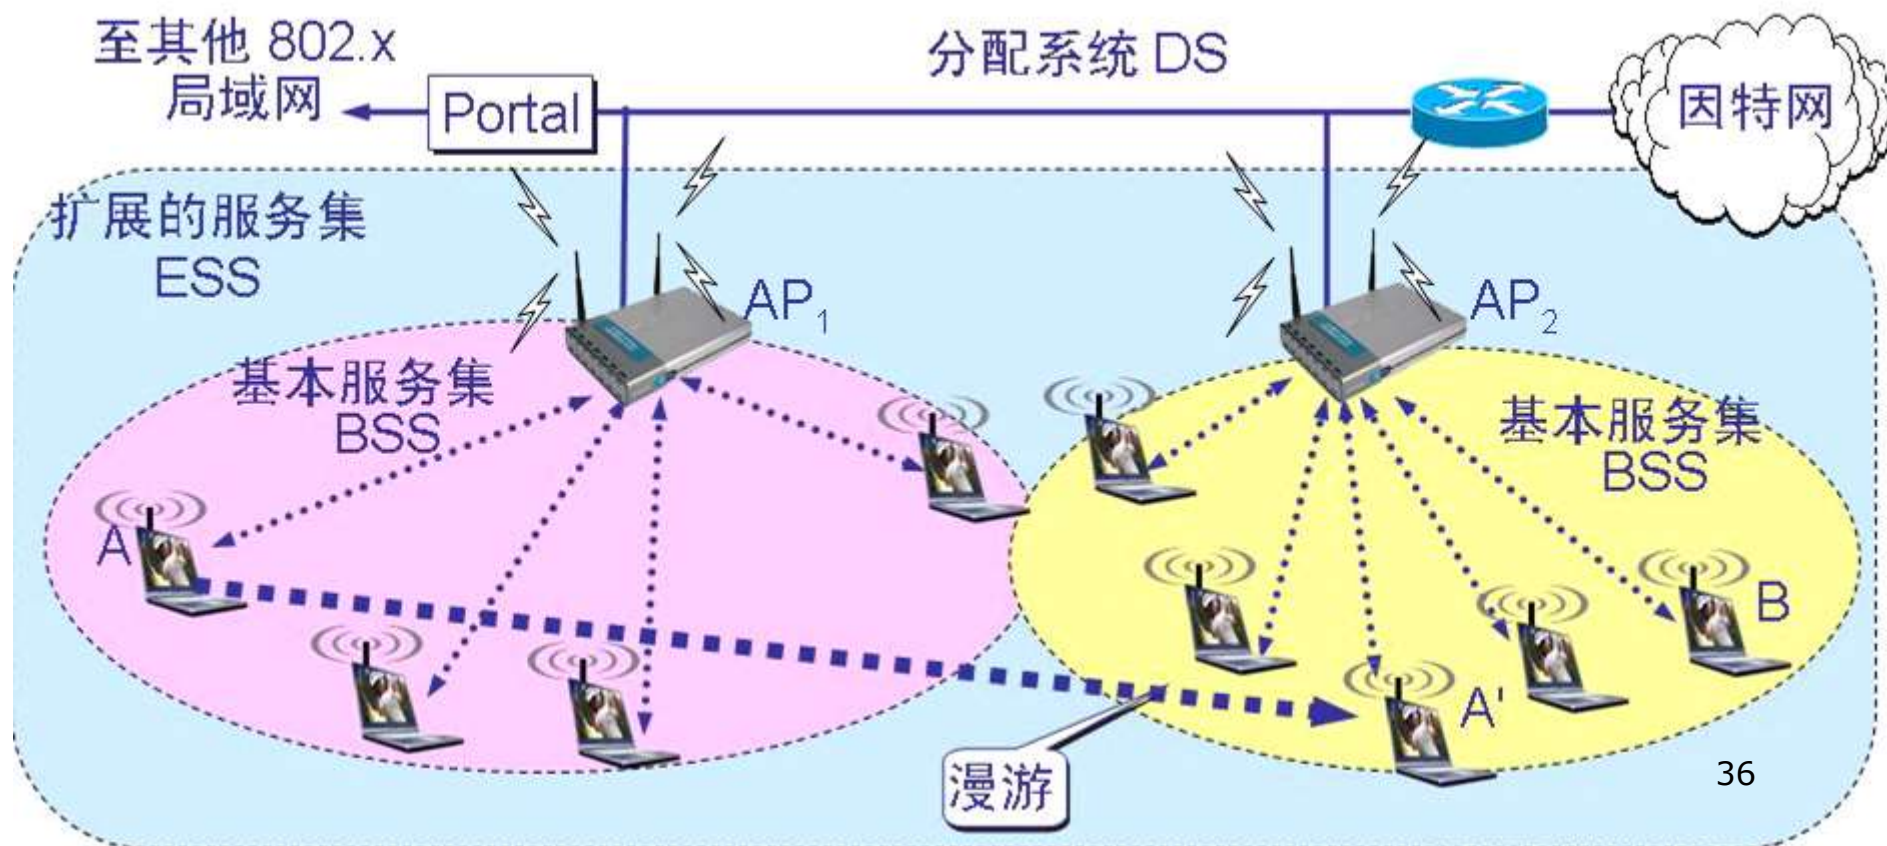 至其他 802.x
局域网
Portal
分配系统 DS
因特网
扩展的服务集
ESS
AP₁
AP₂
基本服务集
BSS
基本服务集
BSS
A
B
A'
漫游
36